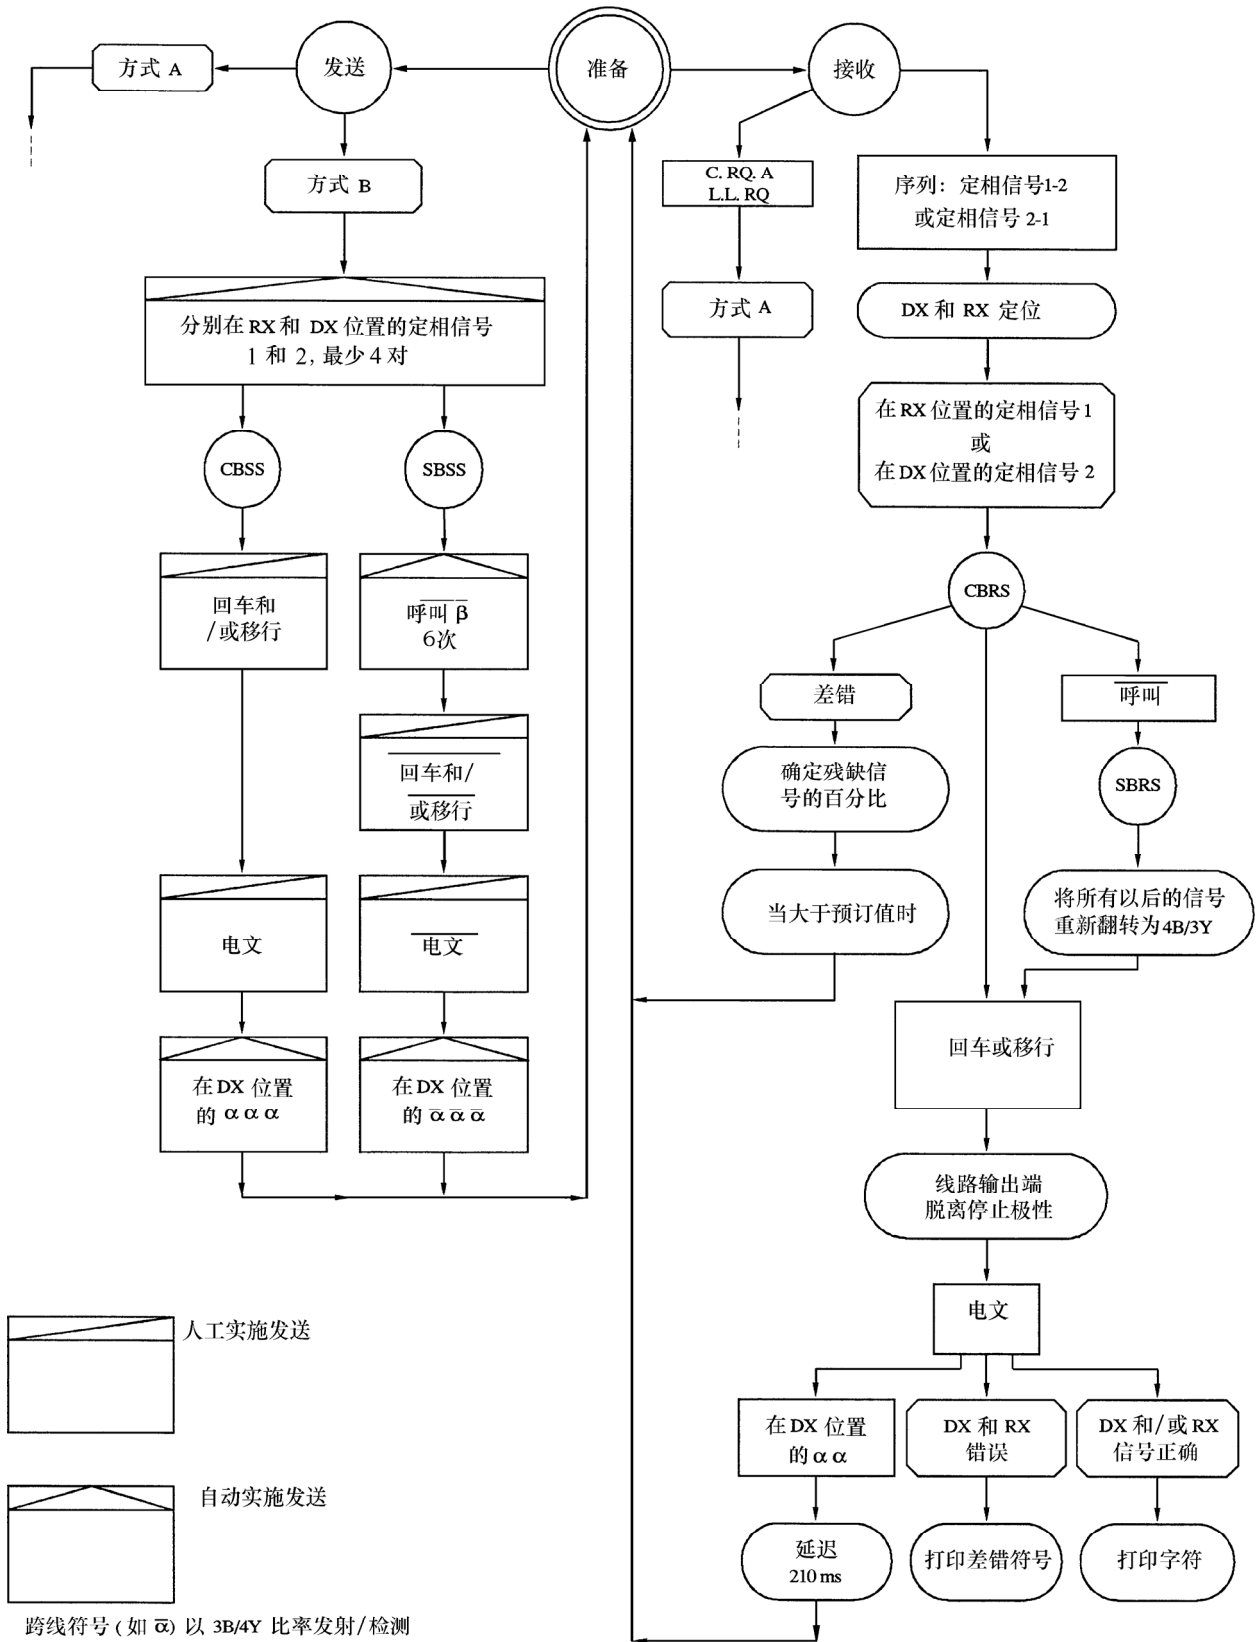 方式 A
发送
准备
接收
方式 B
C. RQ. A
L.L. RQ
序列：定相信号1-2
或定相信号 2-1
分别在 RX 和 DX 位置的定相信号
1 和 2, 最少 4 对
方式 A
DX 和 RX 定位
在 RX 位置的定相信号 1
或
在 DX 位置的定相信号 2
CBSS
SBSS
CBRS
回车和
/或移行
呼叫 β̅
6次
差错
呼叫
回车和/
或移行
确定残缺信
号的百分比
SBRS
电文
电文
当大于预订值时
将所有以后的信号
重新翻转为 4B/3Y
回车或移行
在 DX 位置
的 α α α
在 DX 位置
的 α̅ α̅ α̅
线路输出端
脱离停止极性
电文
人工实施发送
在 DX 位置
的 α α
DX 和 RX
错误
DX 和/或 RX
信号正确
自动实施发送
延迟
210 ms
打印差错符号
打印字符
跨线符号 (如 α̅) 以 3B/4Y 比率发射/检测